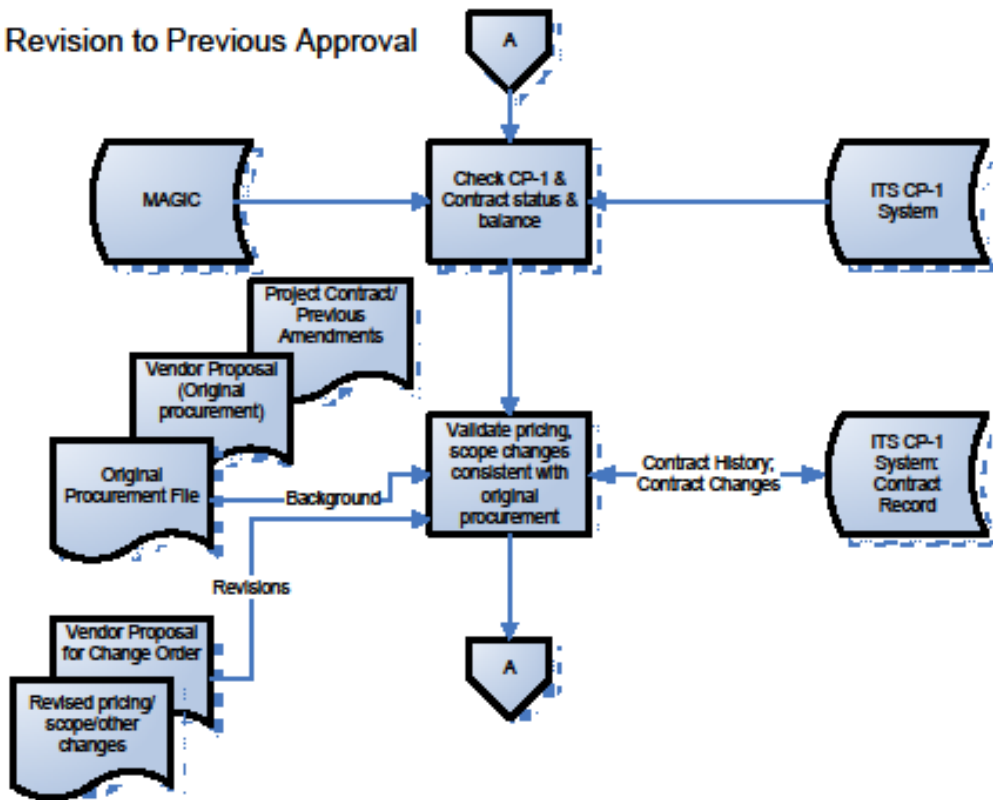 Revision to Previous Approval
A
MAGIC
Check CP-1 &
Contract status &
balance
ITS CP-1
System
Project Contract/
Previous
Amendments
Vendor Proposal
(Original
procurement)
Original
Procurement File
Background
Validate pricing,
scope changes
consistent with
original
procurement
Contract History;
Contract Changes
ITS CP-1
System:
Contract
Record
Revisions
Vendor Proposal
for Change Order
Revised pricing/
scope/other
changes
A